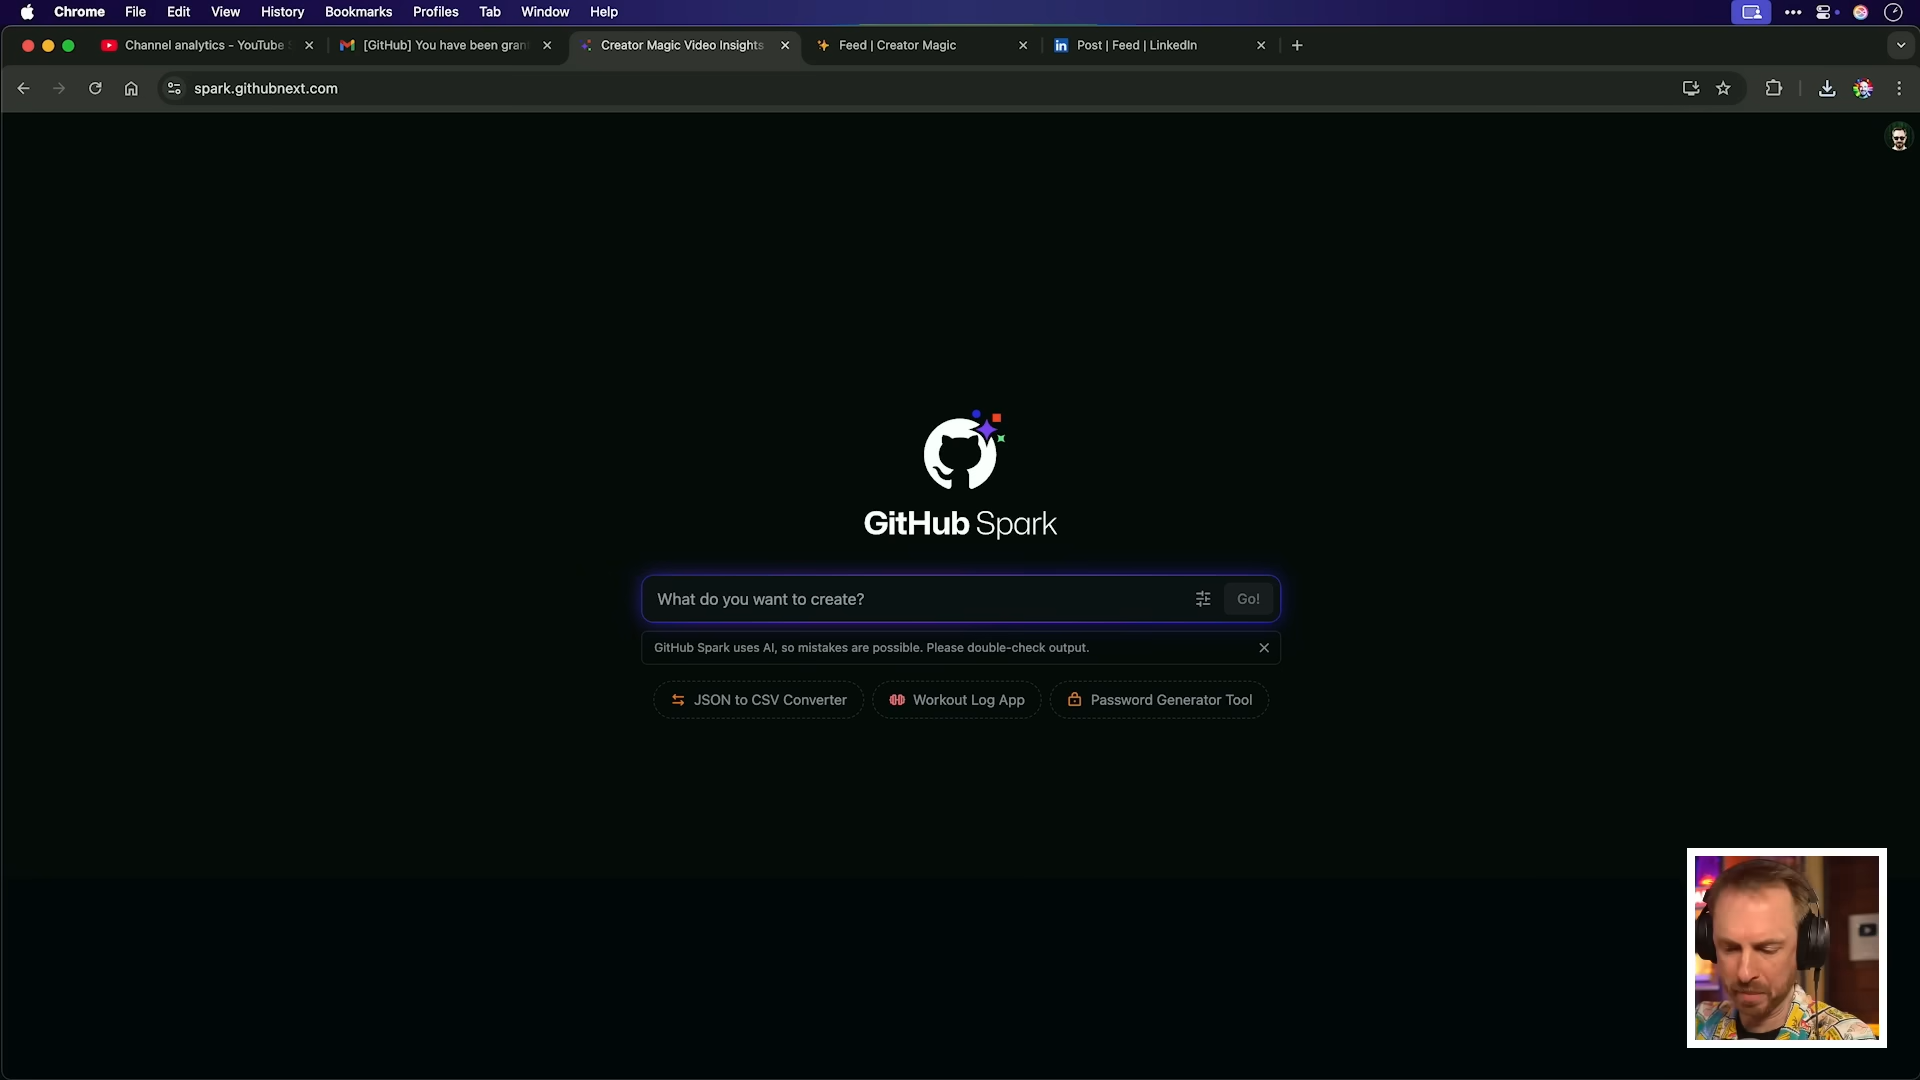 Chrome File Edit View History Bookmarks Profiles Tab Window Help
Channel analytics - YouTube [GitHub] You have been gran Creator Magic Video Insights Feed | Creator Magic Post | Feed | LinkedIn
spark.githubnext.com
GitHub Spark
What do you want to create? Go!
GitHub Spark uses AI, so mistakes are possible. Please double-check output.
JSON to CSV Converter Workout Log App Password Generator Tool